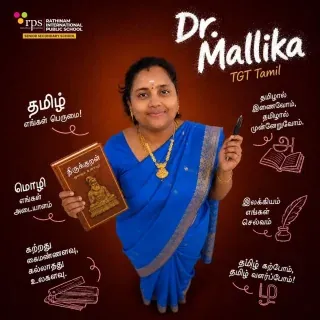 rps
RATHINAM
INTERNATIONAL
PUBLIC SCHOOL
SENIOR SECONDARY SCHOOL
Dr.
Mallika
TGT Tamil
தமிழ்
எங்கள் பெருமை!
மொழி
எங்கள்
அடையாளம்
கற்றது
கைமண்ணளவு,
கல்லாதது
உலகளவு.
திருக்குறள்
தமிழால்
இணைவோம்,
தமிழால்
முன்னேறுவோம்.
அ
இலக்கியம்
எங்கள்
செல்வம்
தமிழ் கற்போம்,
தமிழ் வளர்ப்போம்!
ழ